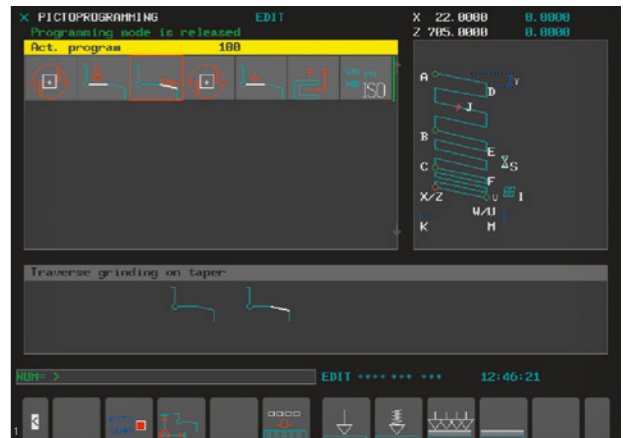 × PICTOPROGRAMMING EDIT X 22.0000 0.0000
Programming mode is released Z 705.0000 0.0000
Act. program 100
ISO
A
T
D
J
B
E
C
S
F
X/Z
U
I
W/U
K
M
Traverse grinding on taper
NUM= >
EDIT **** *** *** 12:46:21
1